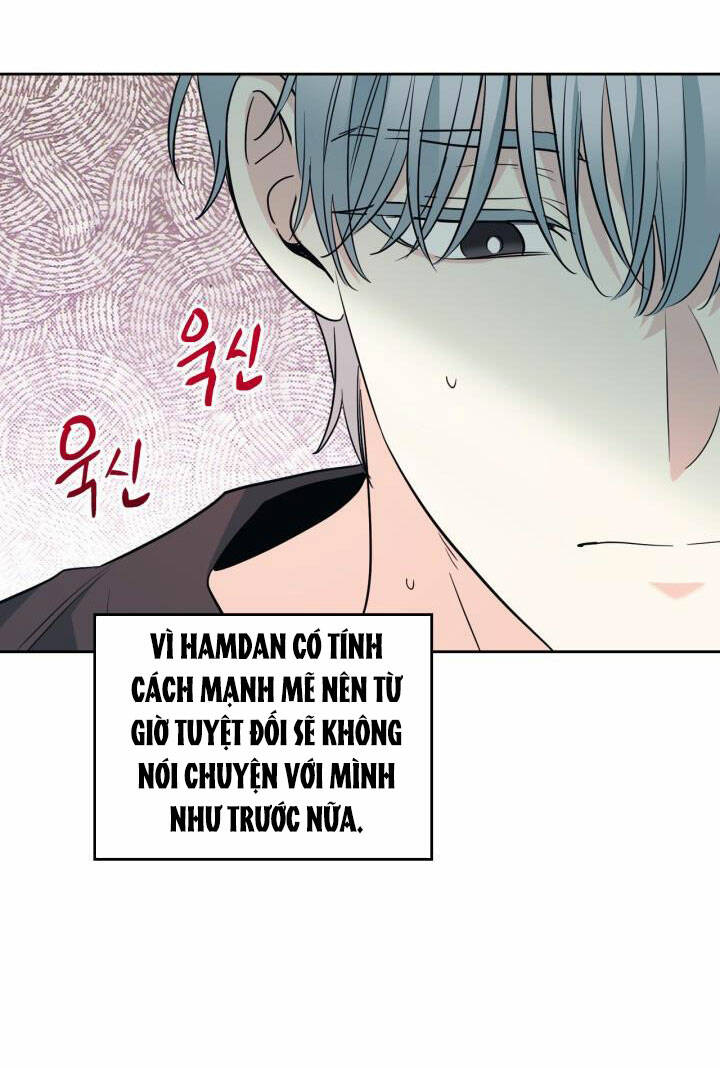 욱신
욱신
VÌ HAMDAN CÓ TÍNH
CÁCH MẠNH MẼ NÊN TỪ
GIỜ TUYỆT ĐỐI SẼ KHÔNG
NÓI CHUYỆN VỚI MÌNH
NHƯ TRƯỚC NỮA.